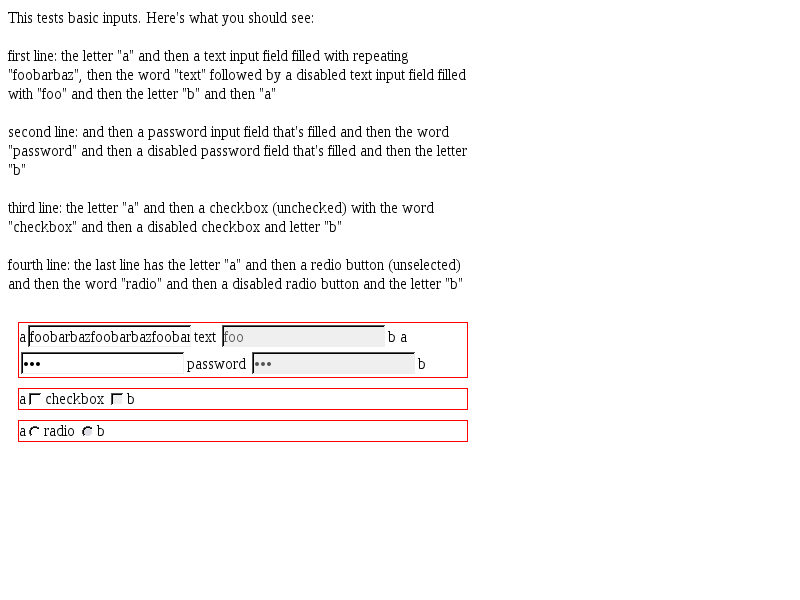 This tests basic inputs. Here's what you should see:
first line: the letter "a" and then a text input field filled with repeating
"foobarbaz", then the word "text" followed by a disabled text input field filled
with "foo" and then the letter "b" and then "a"
second line: and then a password input field that's filled and then the word
"password" and then a disabled password field that's filled and then the letter
"b"
third line: the letter "a" and then a checkbox (unchecked) with the word
"checkbox" and then a disabled checkbox and letter "b"
fourth line: the last line has the letter "a" and then a redio button (unselected)
and then the word "radio" and then a disabled radio button and the letter "b"
a foobarbazfoobarbazfoobar text foo b a
••• password ••• b
a checkbox b
a radio b